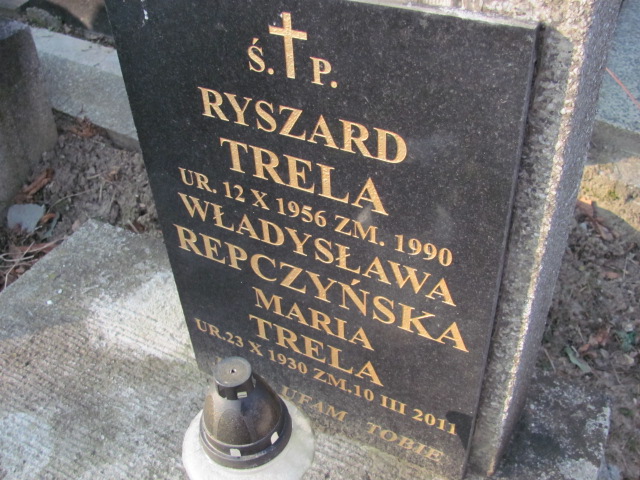 Ś. P.
RYSZARD
TRELA
UR. 12 X 1956 ZM. 1990
WŁADYSŁAWA
REPCZYŃSKA
MARIA
TRELA
UR.23 X 1930 ZM.10 III 2011
UFAM TOBIE